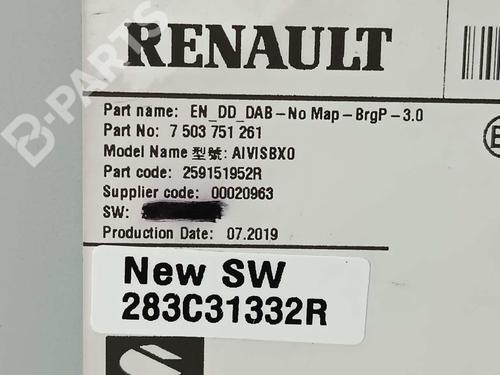 B-PARTS
RENAULT
Part name: EN_DD_DAB-No Map-BrgP-3.0
Part No: 7 503 751 261
Model Name 型號: AIVISBX0
Part code: 259151952R
Supplier code: 00020963
SW:
Production Date: 07.2019
New SW
283C31332R